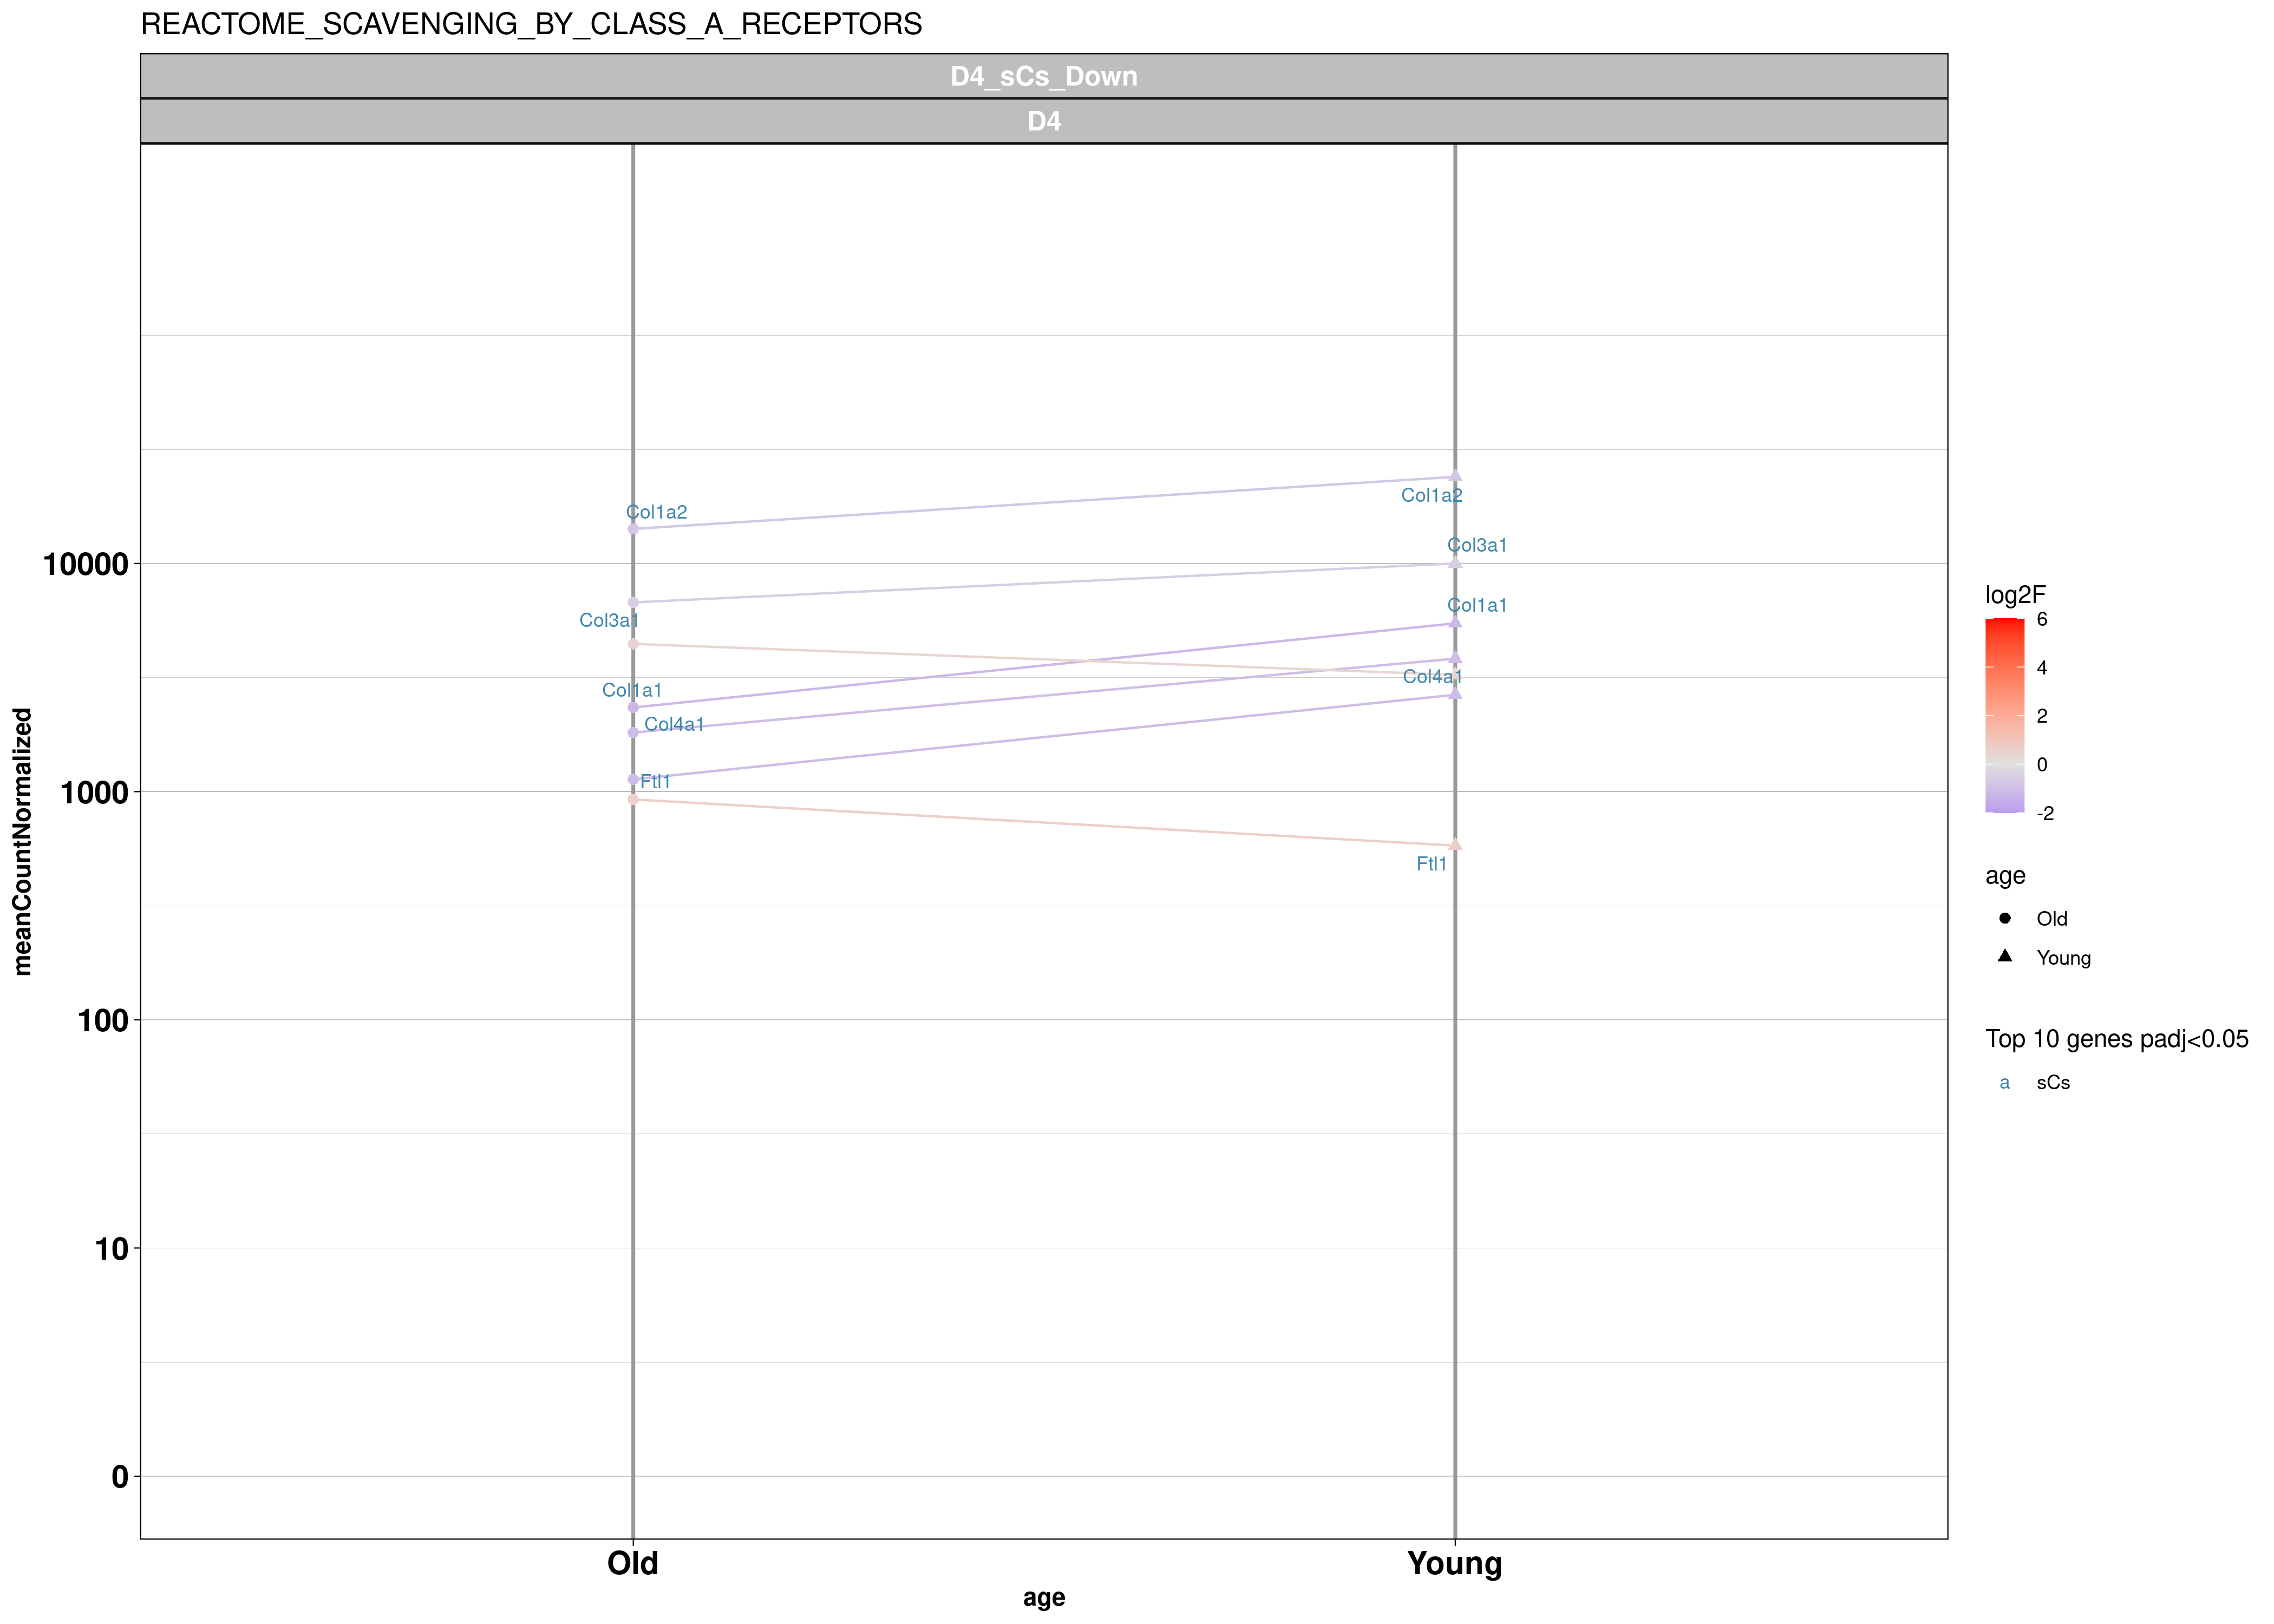 REACTOME_SCAVENGING_BY_CLASS_A_RECEPTORS
D4_sCs_Down
D4
Col1a2
Col1a2
Col3a1
Col3a1
Col1a1
Col1a1
Col4a1
Col4a1
Ftl1
Ftl1
10000
1000
100
10
0
meanCountNormalized
Old
Young
age
log2F
6
4
2
0
-2
age
Old
Young
Top 10 genes padj<0.05
a sCs